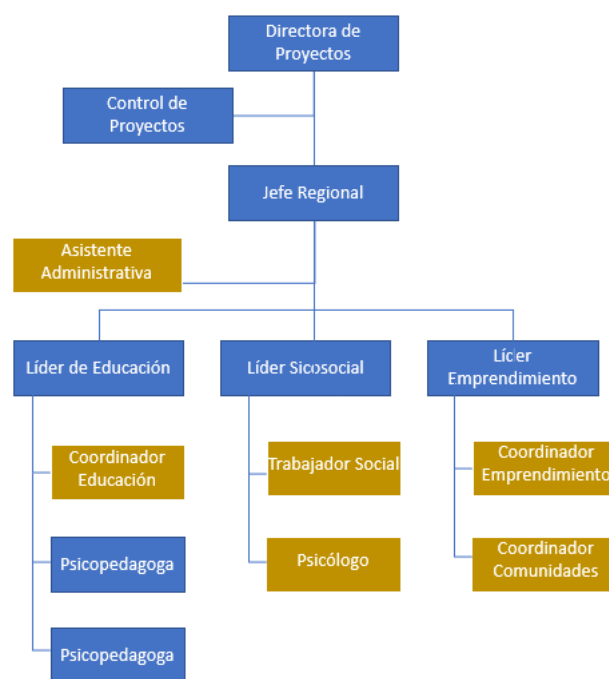 Directora de
Proyectos
Control de
Proyectos
Jefe Regional
Asistente
Administrativa
Líder de Educación
Líder Sicosocial
Líder
Emprendimiento
Coordinador
Educación
Trabajador Social
Coordinador
Emprendimiento
Psicopedagoga
Psicólogo
Coordinador
Comunidades
Psicopedagoga